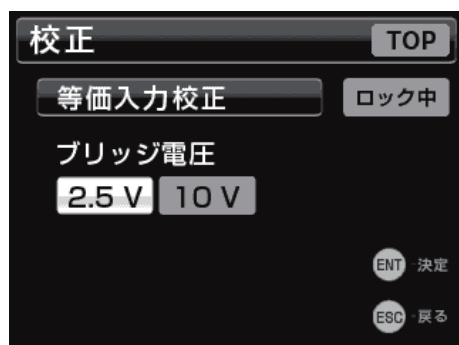 校正 TOP
等価入力校正 ロック中
ブリッジ電圧
2.5 V 10 V
ENT -決定
ESC -戻る